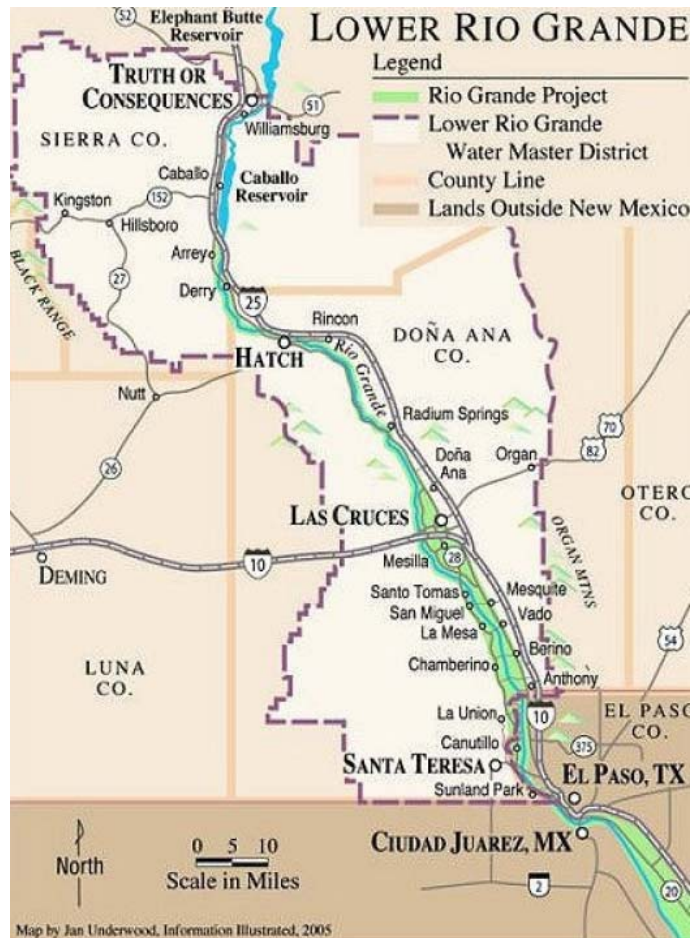 LOWER RIO GRANDE
Legend
Rio Grande Project
Lower Rio Grande
Water Master District
County Line
Lands Outside New Mexico
52
Elephant Butte
Reservoir
TRUTH OR
CONSEQUENCES
51
Williamsburg
SIERRA CO.
Caballo
Caballo
Reservoir
Kingston
152
Hillsboro
Arrey
BLACK RANGE
27
Derry
25
Rincon
HATCH
Rio Grande
DOÑA ANA
CO.
Nutt
Radium Springs
70
82
26
Doña
Ana
Organ
OTERO
CO.
LAS CRUCES
ORGAN MTNS
10
DEMING
Mesilla
28
Santo Tomas
Mesquite
San Miguel
Vado
La Mesa
54
Berino
LUNA
CO.
Chamberino
Anthony
La Union
10
EL PASO
CO.
Canutillo
375
SANTA TERESA
EL PASO, TX
Sunland Park
CIUDAD JUAREZ, MX
North
0 5 10
Scale in Miles
2
20
Map by Jan Underwood, Information Illustrated, 2005